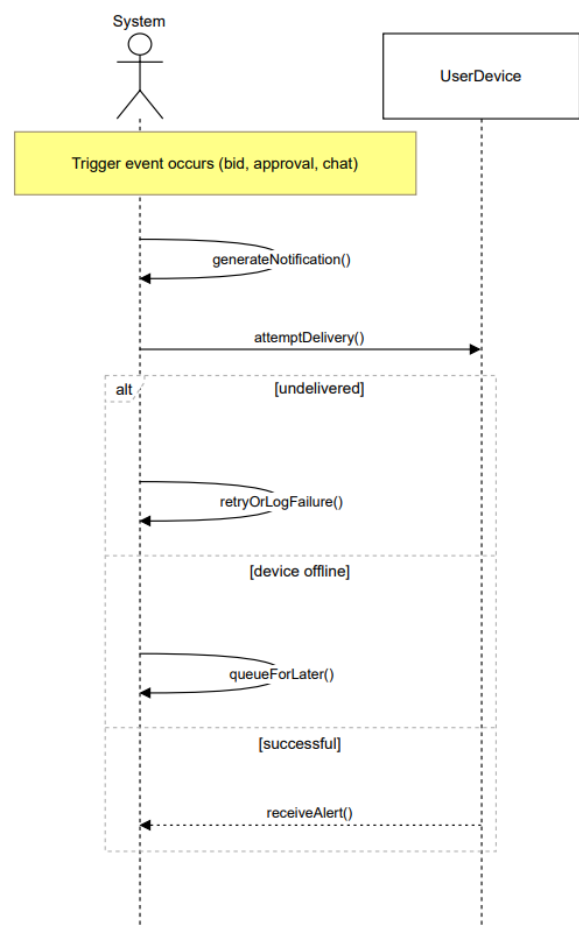 System
UserDevice
Trigger event occurs (bid, approval, chat)
generateNotification()
attemptDelivery()
alt
[undelivered]
retryOrLogFailure()
[device offline]
queueForLater()
[successful]
receiveAlert()